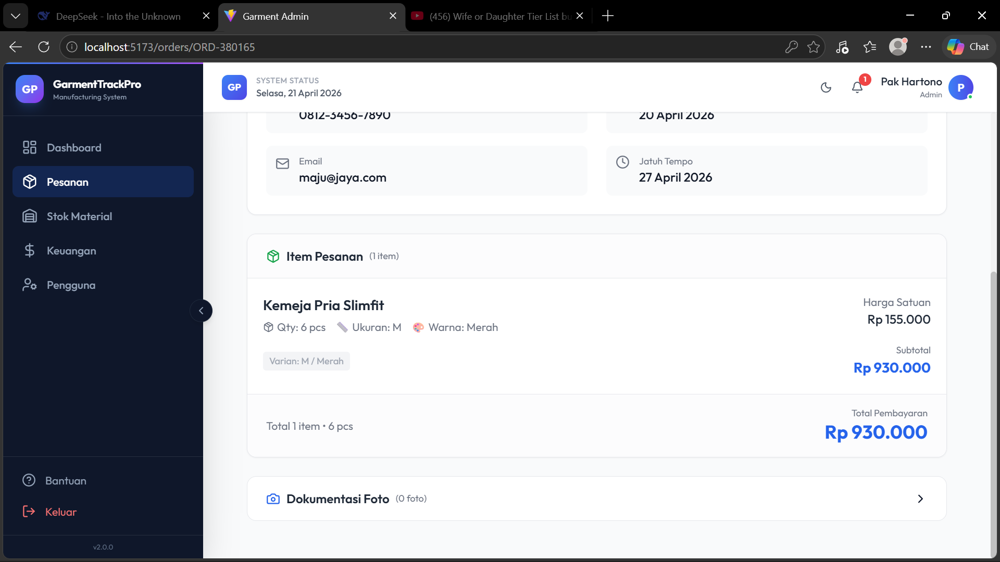 DeepSeek - Into the Unknown
Garment Admin
(456) Wife or Daughter Tier List bu
localhost:5173/orders/ORD-380165
Chat
GP
GarmentTrackPro
Manufacturing System
GP
SYSTEM STATUS
Selasa, 21 April 2026
1
Pak Hartono
Admin
P
Dashboard
Pesanan
Stok Material
Keuangan
Pengguna
Bantuan
Keluar
v2.0.0
0812-3456-7890
20 April 2026
Email
maju@jaya.com
Jatuh Tempo
27 April 2026
Item Pesanan (1 item)
Kemeja Pria Slimfit
Qty: 6 pcs Ukuran: M Warna: Merah
Varian: M / Merah
Harga Satuan
Rp 155.000
Subtotal
Rp 930.000
Total 1 item • 6 pcs
Total Pembayaran
Rp 930.000
Dokumentasi Foto (0 foto)